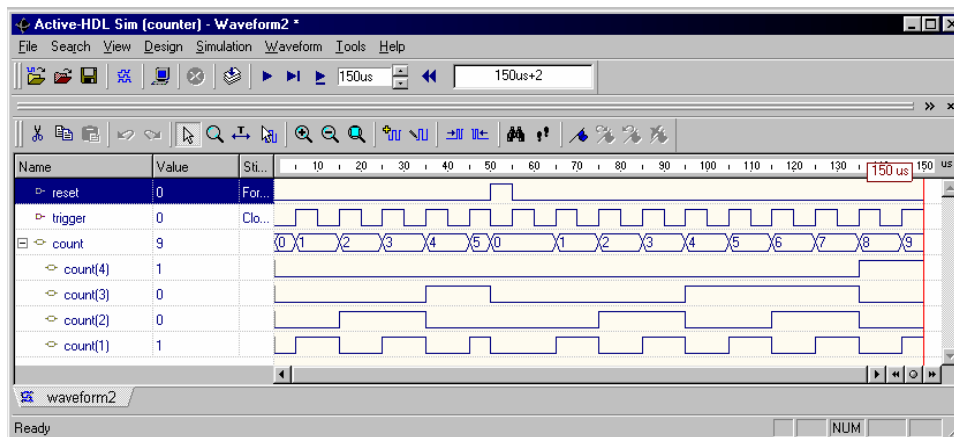 Active-HDL Sim (counter) - Waveform2 *
File Search View Design Simulation Waveform Tools Help
150us 150us+2
Name Value Sti... 10 20 30 40 50 60 70 80 90 100 110 120 130 150 us
150 us
reset 0 For...
trigger 0 Clo...
count 9 0 1 2 3 4 5 0 1 2 3 4 5 6 7 8 9
count(4) 1
count(3) 0
count(2) 0
count(1) 1
waveform2
Ready NUM